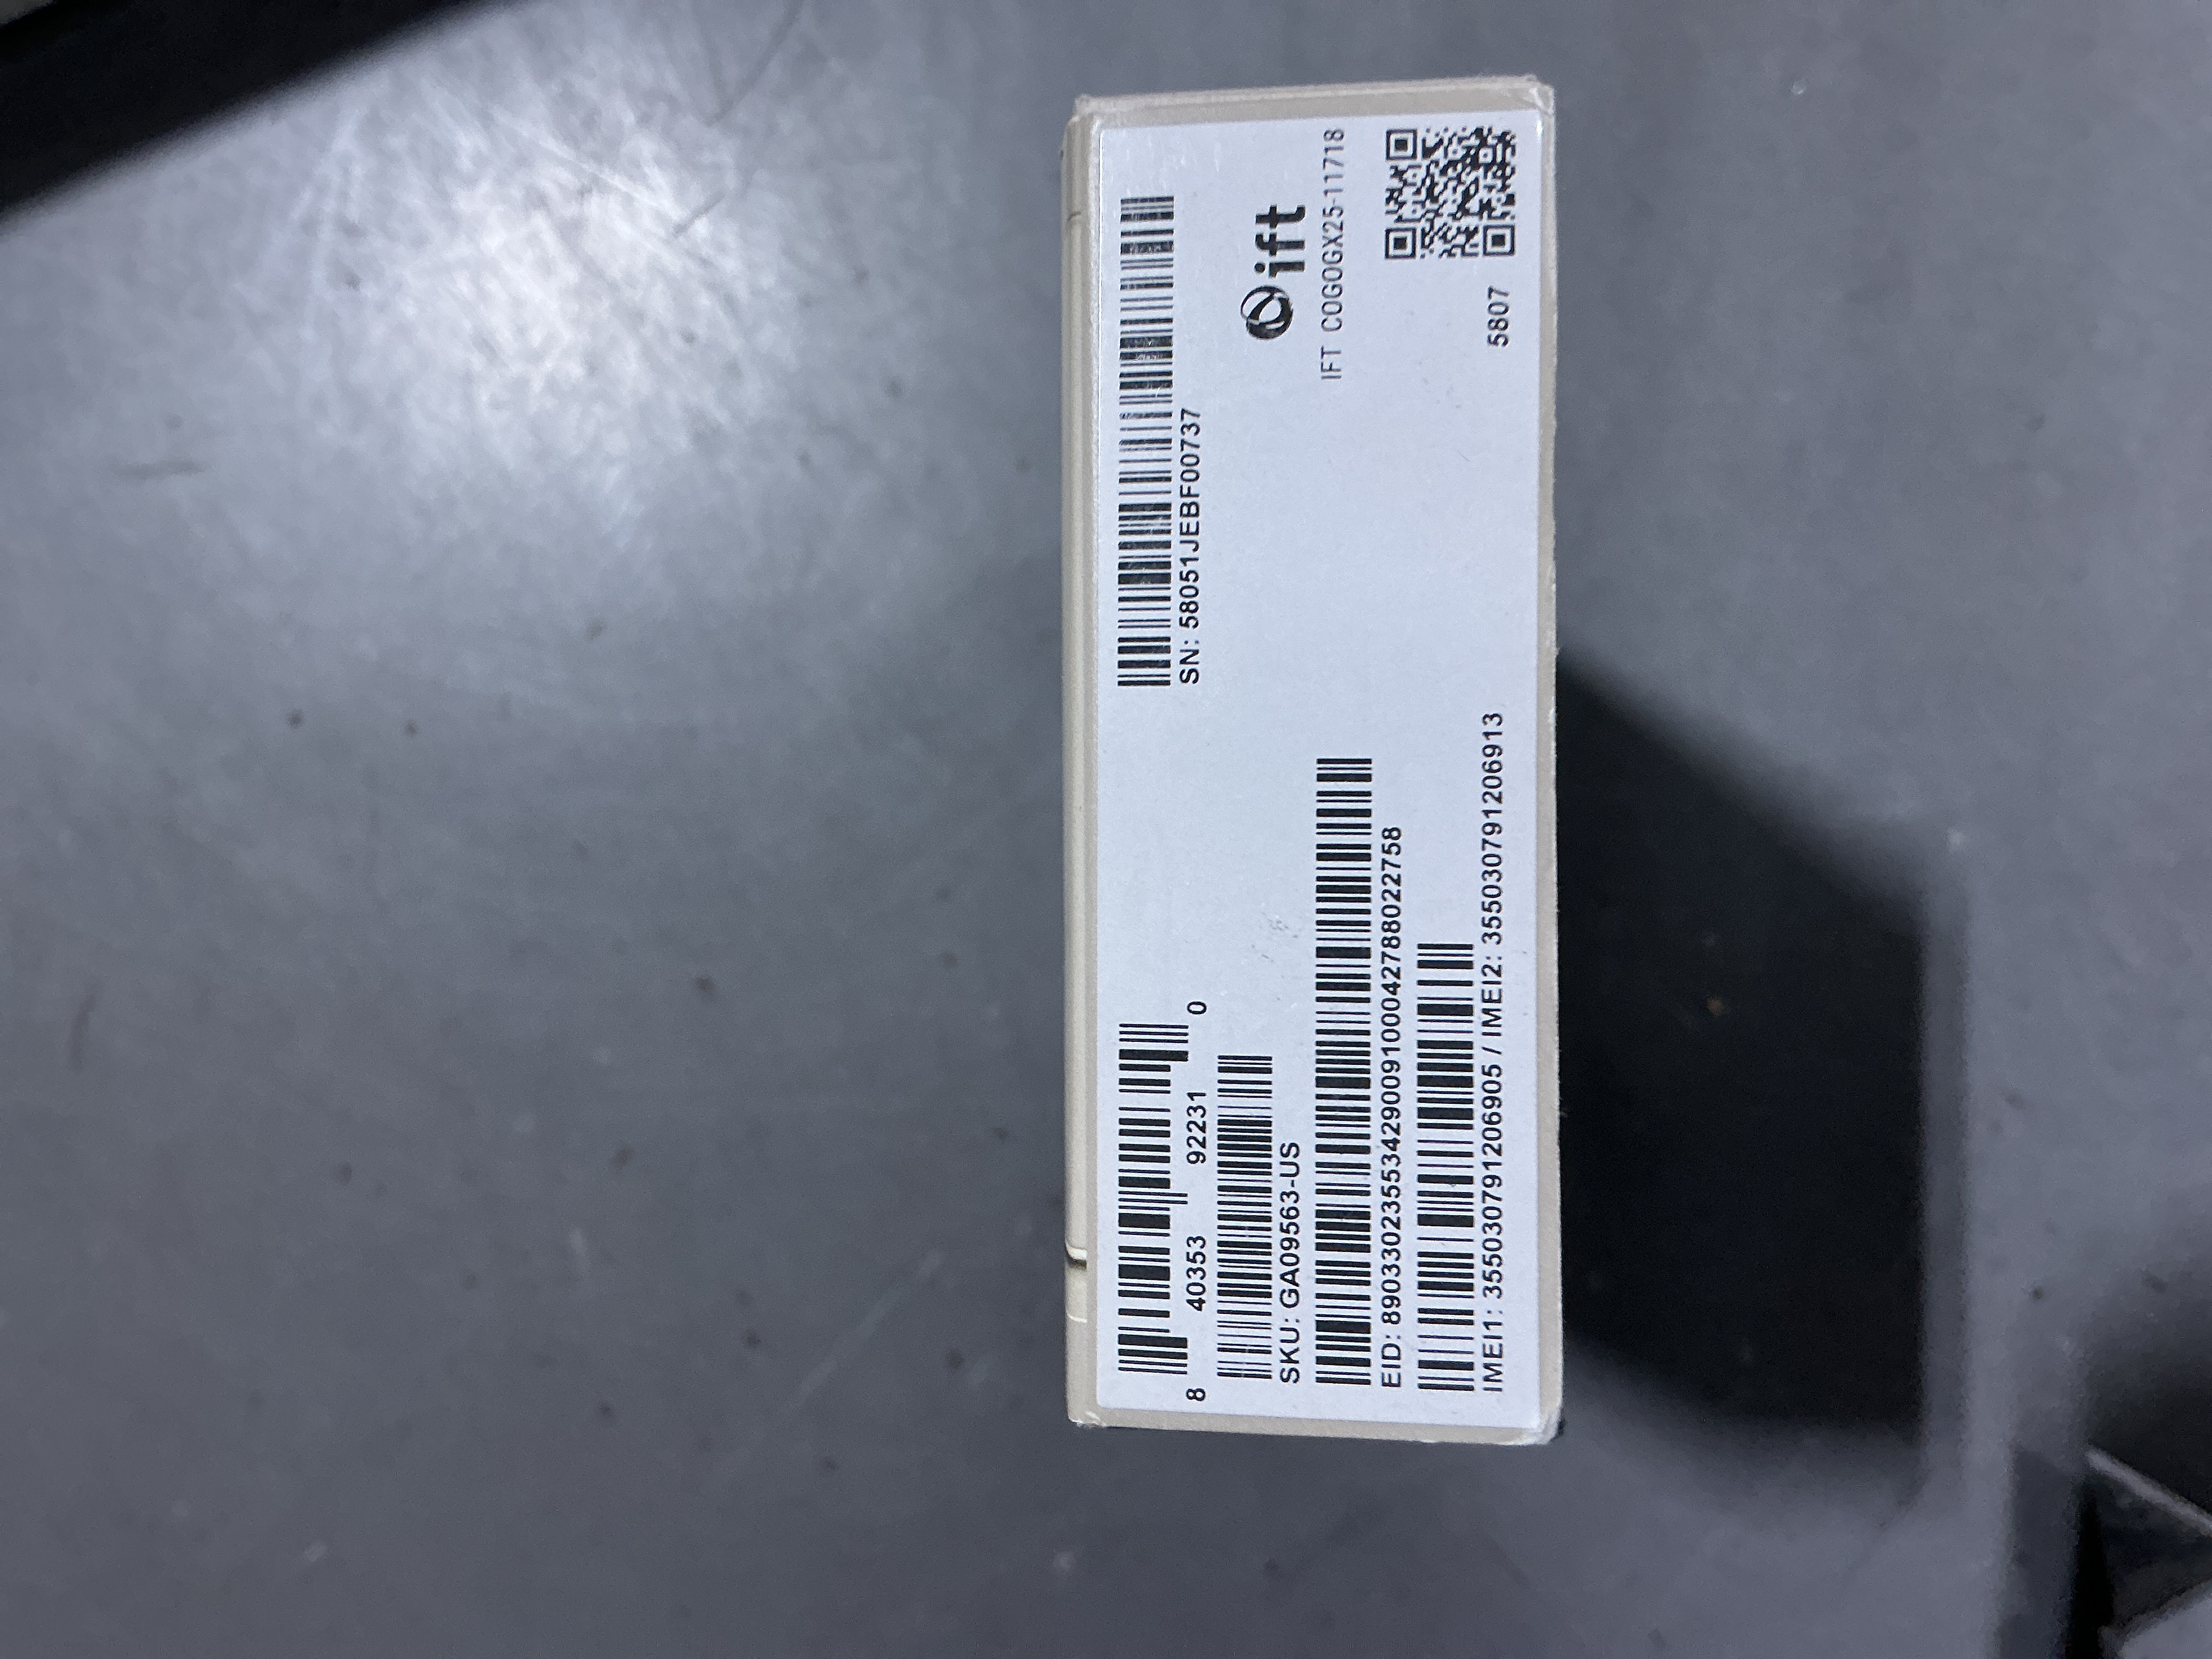 8 40353 92231 0
SKU: GA09563-US
EID: 89033023553429009100042788022758
IMEI1: 355030791206905 / IMEI2: 355030791206913
SN: 58051JEBF00737
ift
IFT COGOGX25-11718
5807